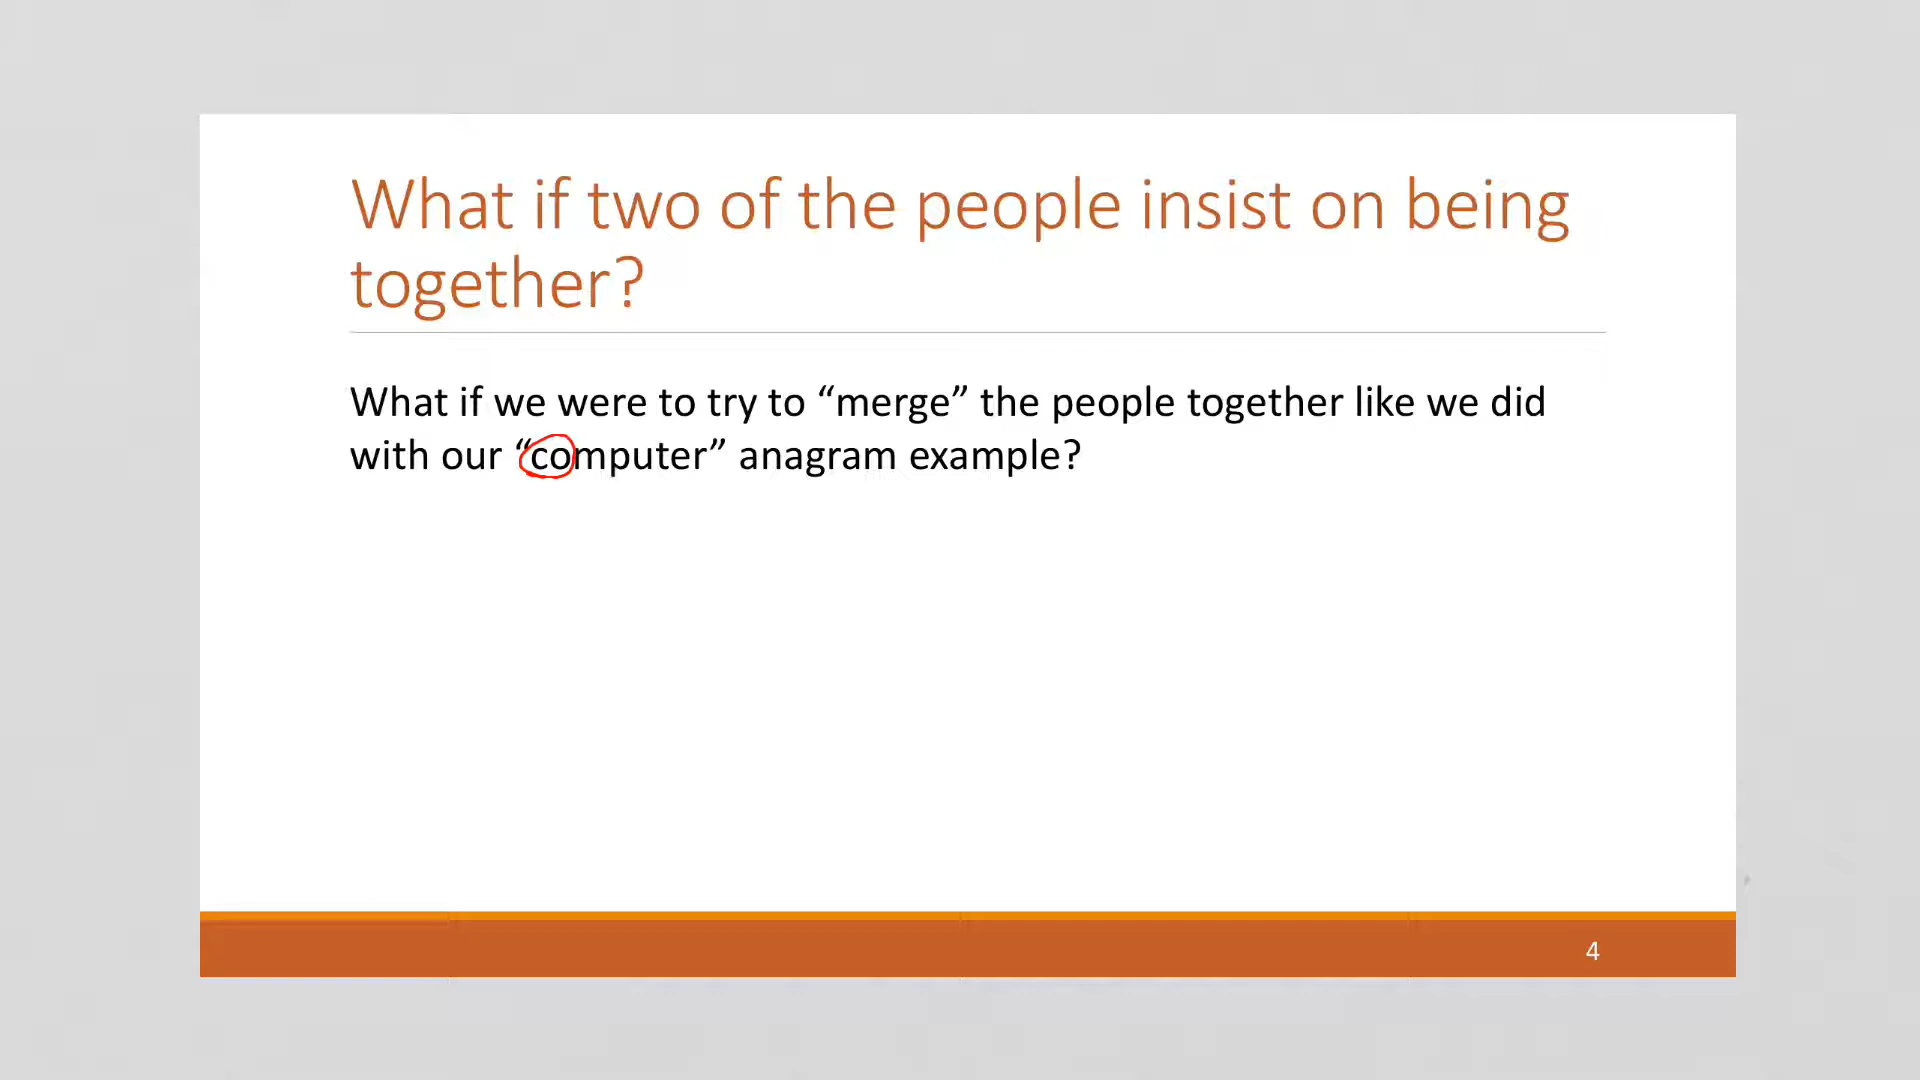 What if two of the people insist on being
together?
What if we were to try to “merge” the people together like we did
with our “computer” anagram example?
4